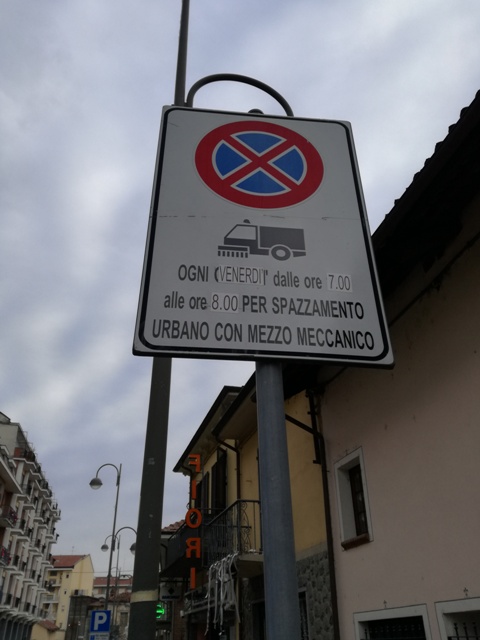 OGNI (VENERDI)' dalle ore 7.00
alle ore 8.00 PER SPAZZAMENTO
URBANO CON MEZZO MECCANICO
FIORI
P